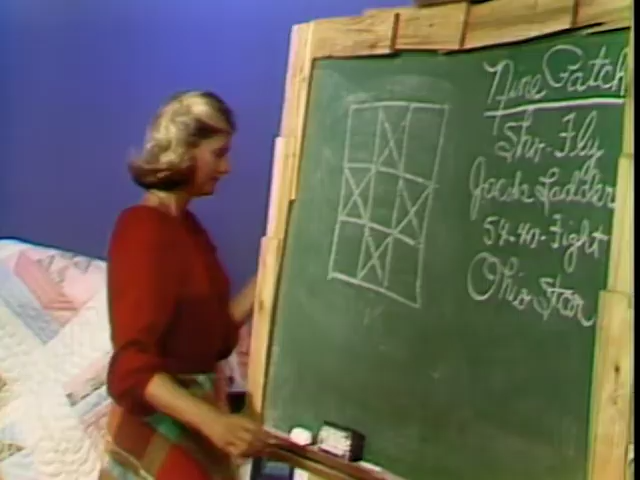 Nine Patch
Shoo-Fly
Jacob Ladder
54-40-Fight
Ohio Star